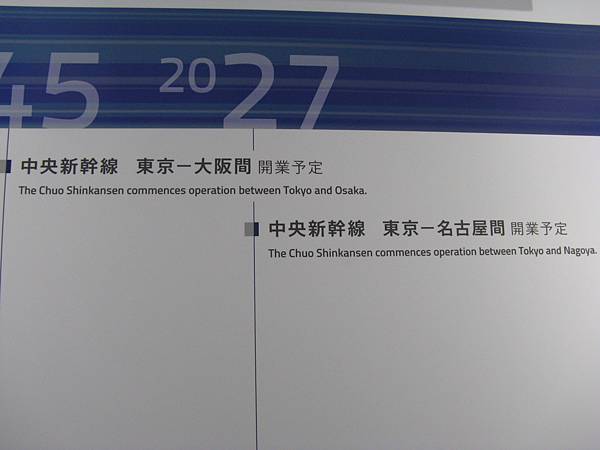 45
2027
中央新幹線　東京ー大阪間 開業予定
The Chuo Shinkansen commences operation between Tokyo and Osaka.
中央新幹線　東京ー名古屋間 開業予定
The Chuo Shinkansen commences operation between Tokyo and Nagoya.